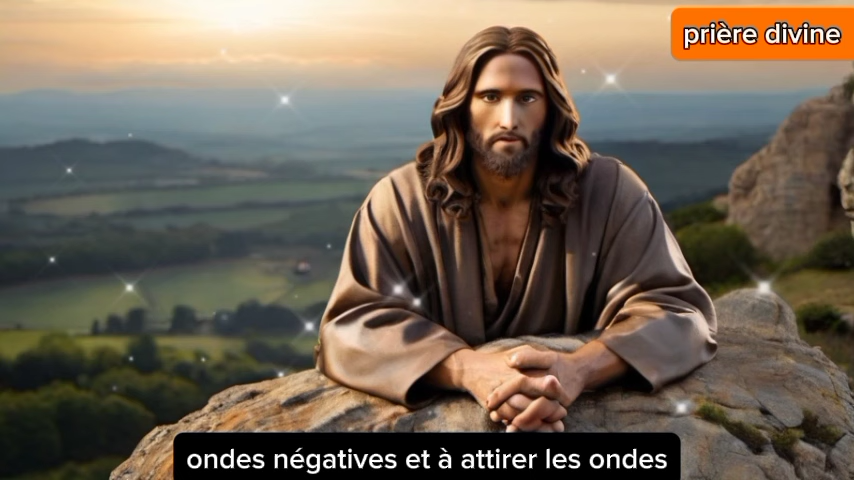 prière divine
ondes négatives et à attirer les ondes